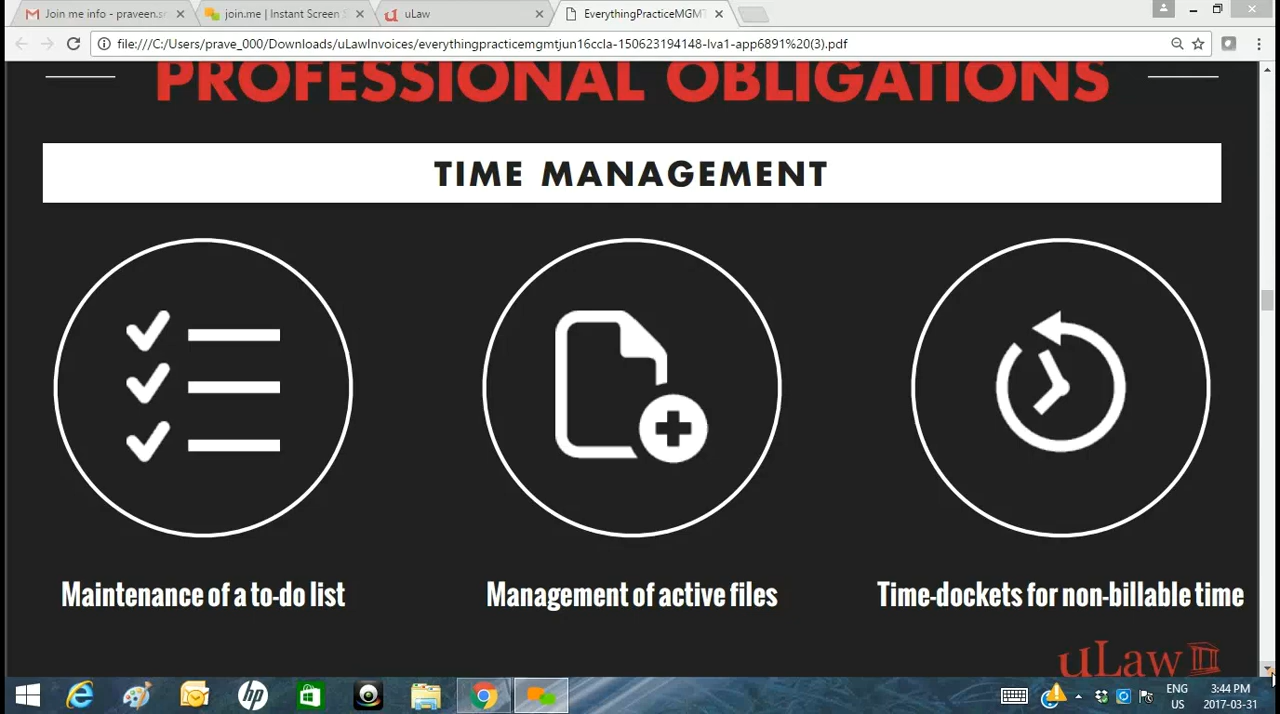 Join me info - praveen.s
join.me | Instant Screen S
uLaw
EverythingPracticeMGMT
file:///C:/Users/prave_000/Downloads/uLawInvoices/everythingpracticemgmtjun16ccla-150623194148-lva1-app6891%20(3).pdf
PROFESSIONAL OBLIGATIONS
TIME MANAGEMENT
Maintenance of a to-do list
Management of active files
Time-dockets for non-billable time
uLaw
hp
ENG
US
3:44 PM
2017-03-31